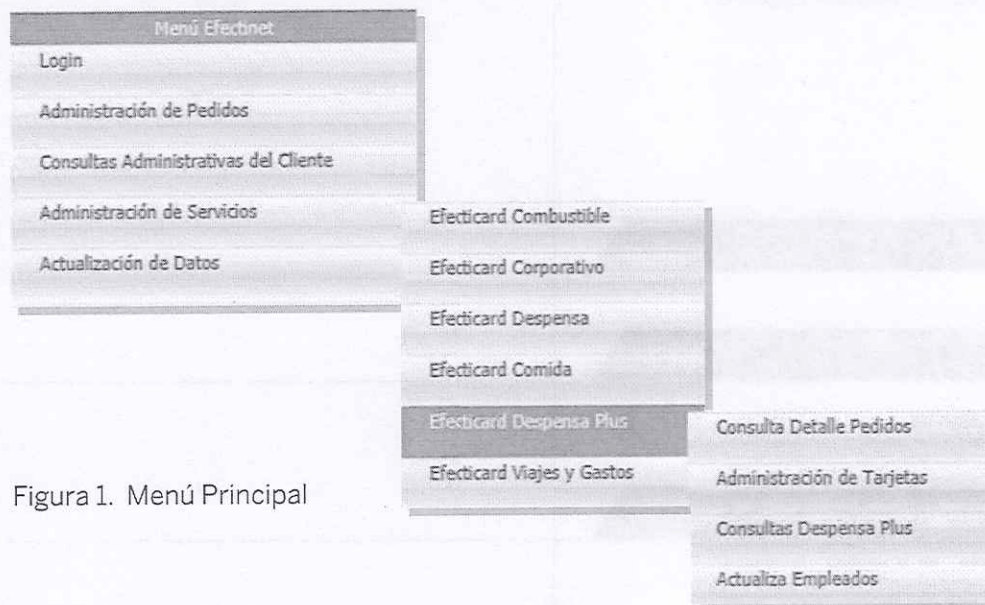 Menú Efectinet
Login
Administración de Pedidos
Consultas Administrativas del Cliente
Administración de Servicios
Actualización de Datos
Efecticard Combustible
Efecticard Corporativo
Efecticard Despensa
Efecticard Comida
Efecticard Despensa Plus
Efecticard Viajes y Gastos
Consulta Detalle Pedidos
Administración de Tarjetas
Consultas Despensa Plus
Actualiza Empleados
Figura 1. Menú Principal